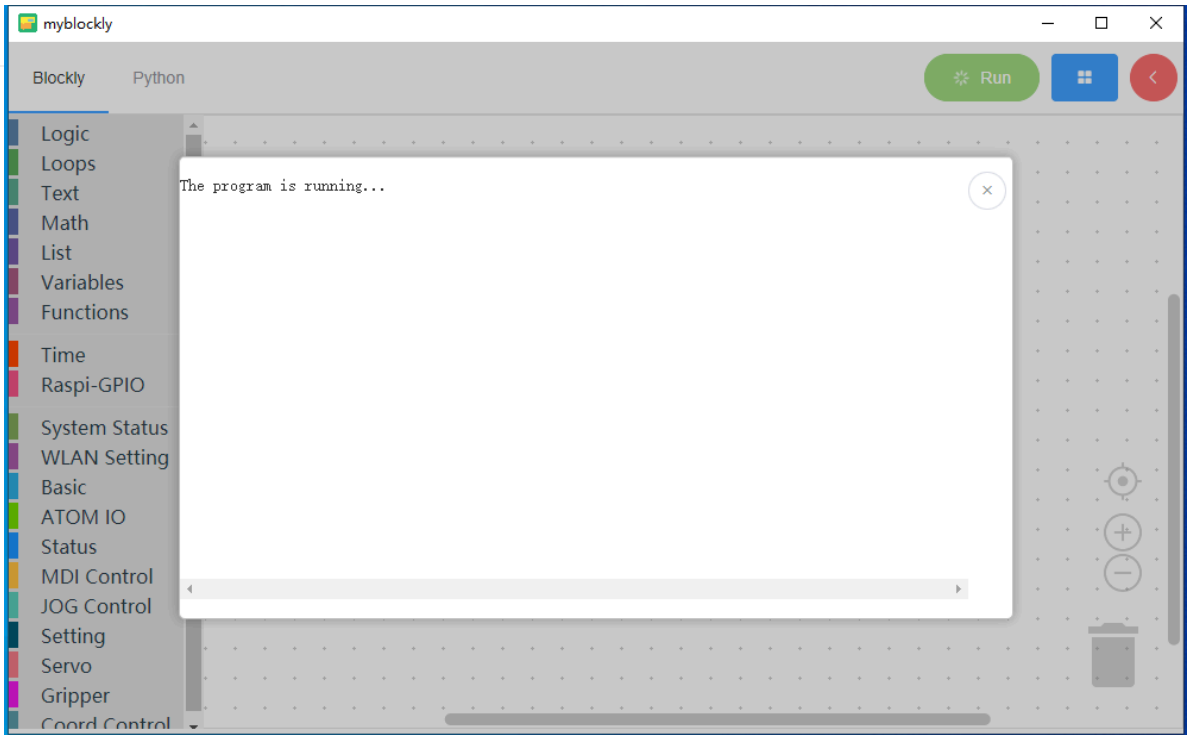 myblockly
Blockly Python Run
Logic
Loops
Text
Math
List
Variables
Functions
Time
Raspi-GPIO
System Status
WLAN Setting
Basic
ATOM IO
Status
MDI Control
JOG Control
Setting
Servo
Gripper
Coord Control
The program is running...